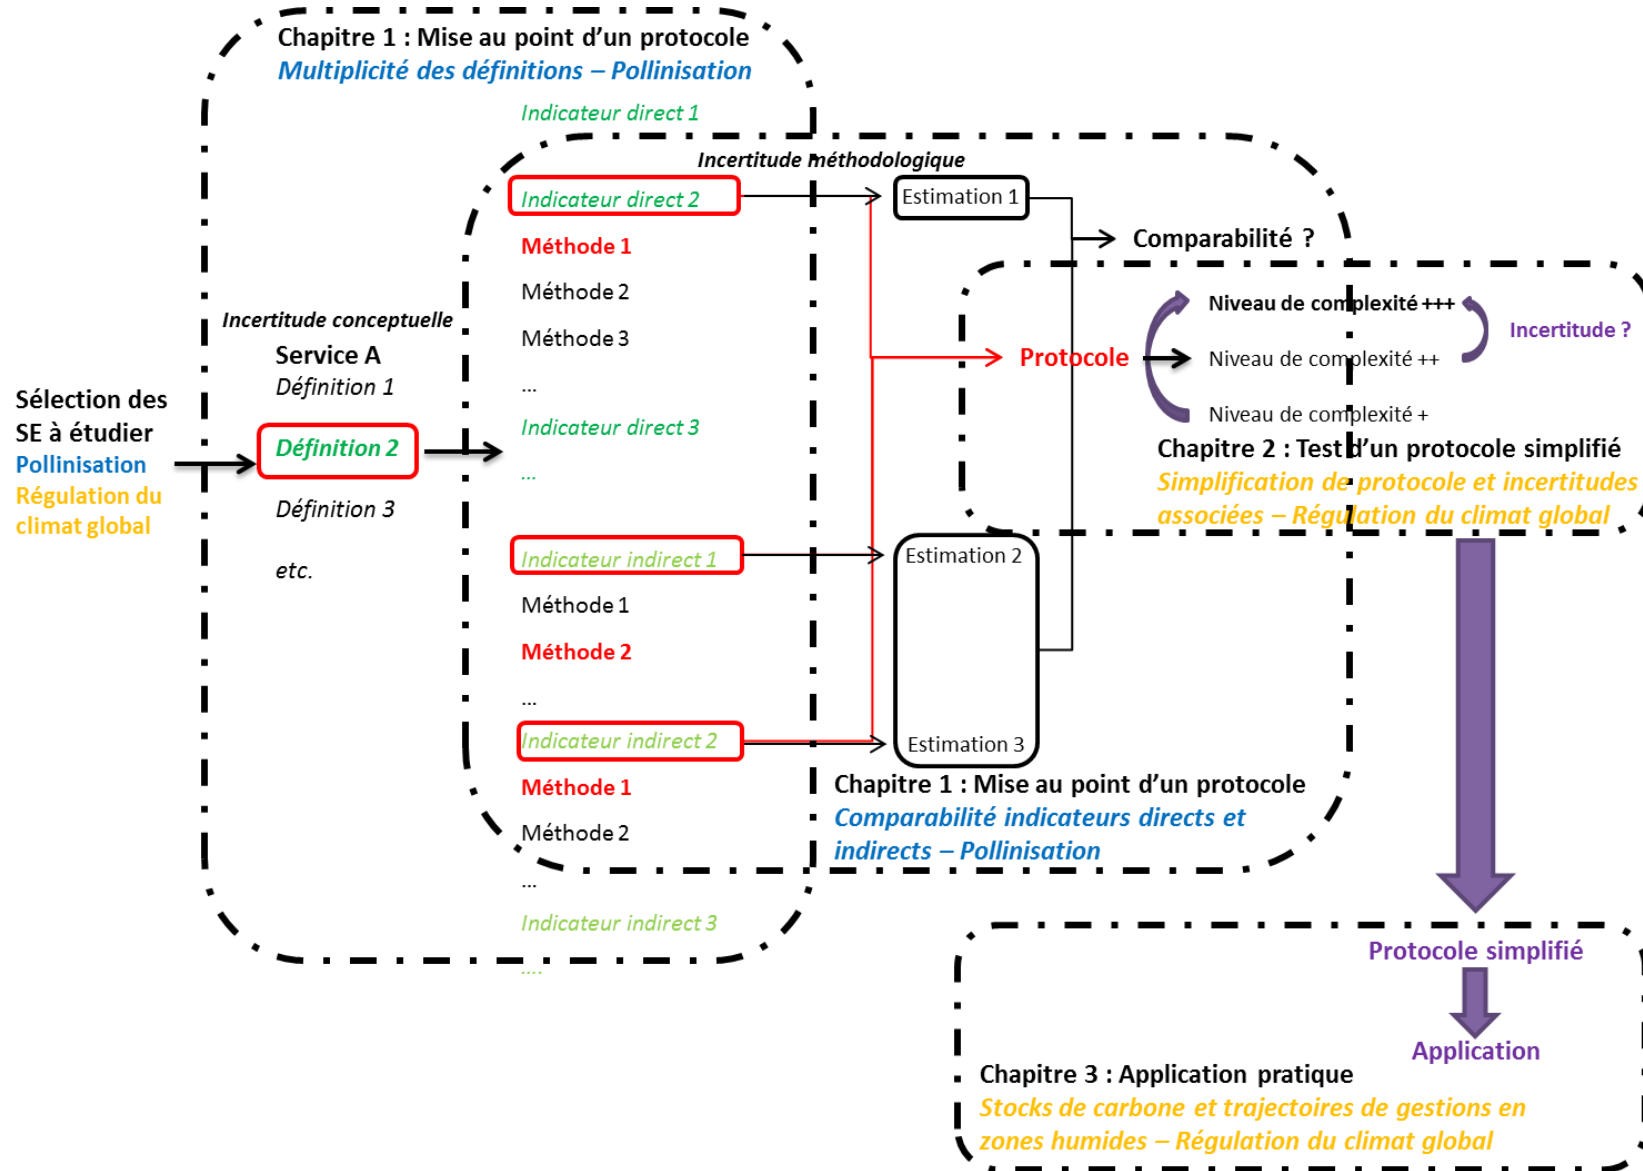 Chapitre 1 : Mise au point d’un protocole
Multiplicité des définitions – Pollinisation
Indicateur direct 1
Incertitude méthodologique
Indicateur direct 2
Estimation 1
Méthode 1
Comparabilité ?
Méthode 2
Méthode 3
...
Indicateur direct 3
...
Incertitude conceptuelle
Service A
Définition 1
Définition 2
Définition 3
etc.
Sélection des
SE à étudier
Pollinisation
Régulation du
climat global
Protocole
Niveau de complexité +++
Niveau de complexité ++
Niveau de complexité +
Incertitude ?
Chapitre 2 : Test d’un protocole simplifié
Simplification de protocole et incertitudes
associées – Régulation du climat global
Indicateur indirect 1
Estimation 2
Méthode 1
Méthode 2
...
Indicateur indirect 2
Estimation 3
Méthode 1
Méthode 2
...
Indicateur indirect 3
....
Chapitre 1 : Mise au point d’un protocole
Comparabilité indicateurs directs et
indirects – Pollinisation
Protocole simplifié
Application
Chapitre 3 : Application pratique
Stocks de carbone et trajectoires de gestions en
zones humides – Régulation du climat global